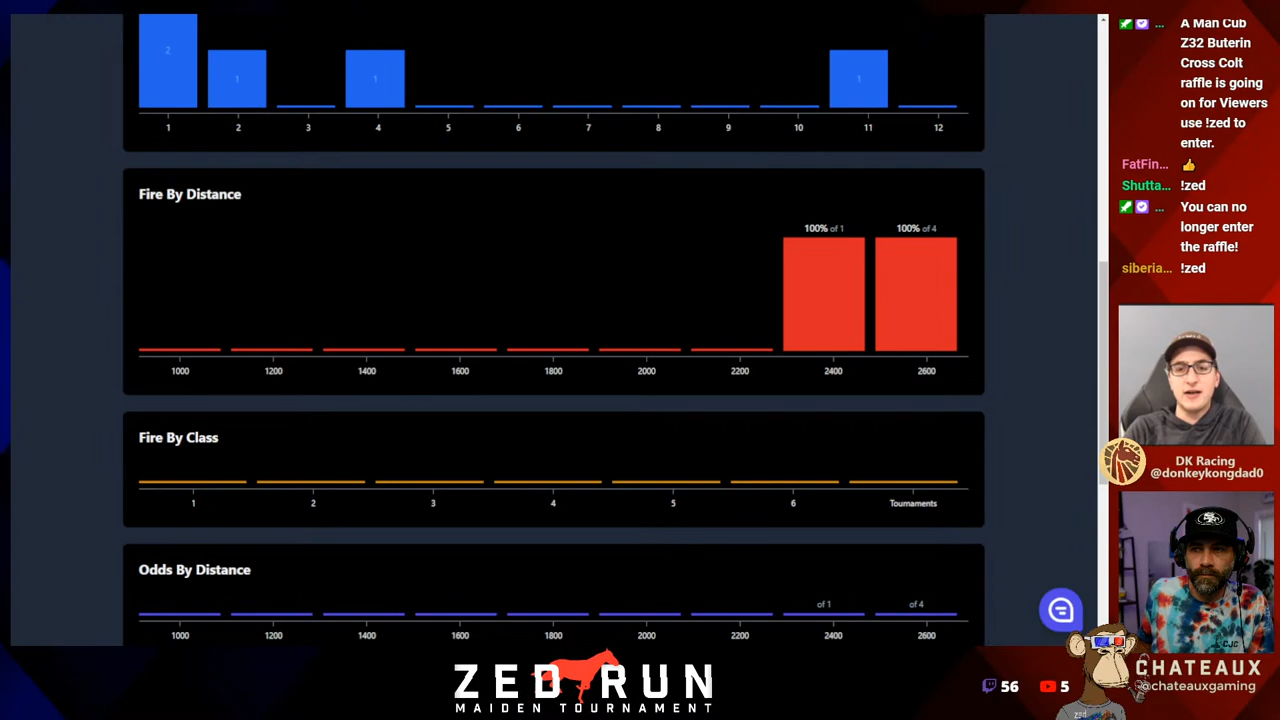 2
1
1
1
1 2 3 4 5 6 7 8 9 10 11 12
Fire By Distance
100% of 1 100% of 4
1000 1200 1400 1600 1800 2000 2200 2400 2600
Fire By Class
1 2 3 4 5 6 Tournaments
Odds By Distance
of 1 of 4
1000 1200 1400 1600 1800 2000 2200 2400 2600
A Man Cub
Z32 Buterin
Cross Colt
raffle is going
on for Viewers
use !zed to
enter.
FatFin...
Shutta... !zed
... You can no
longer enter
the raffle!
siberia... !zed
DK Racing
@donkeykongdad0
ZED RUN
MAIDEN TOURNAMENT
56 5
CHATEAUX
@chateauxgaming